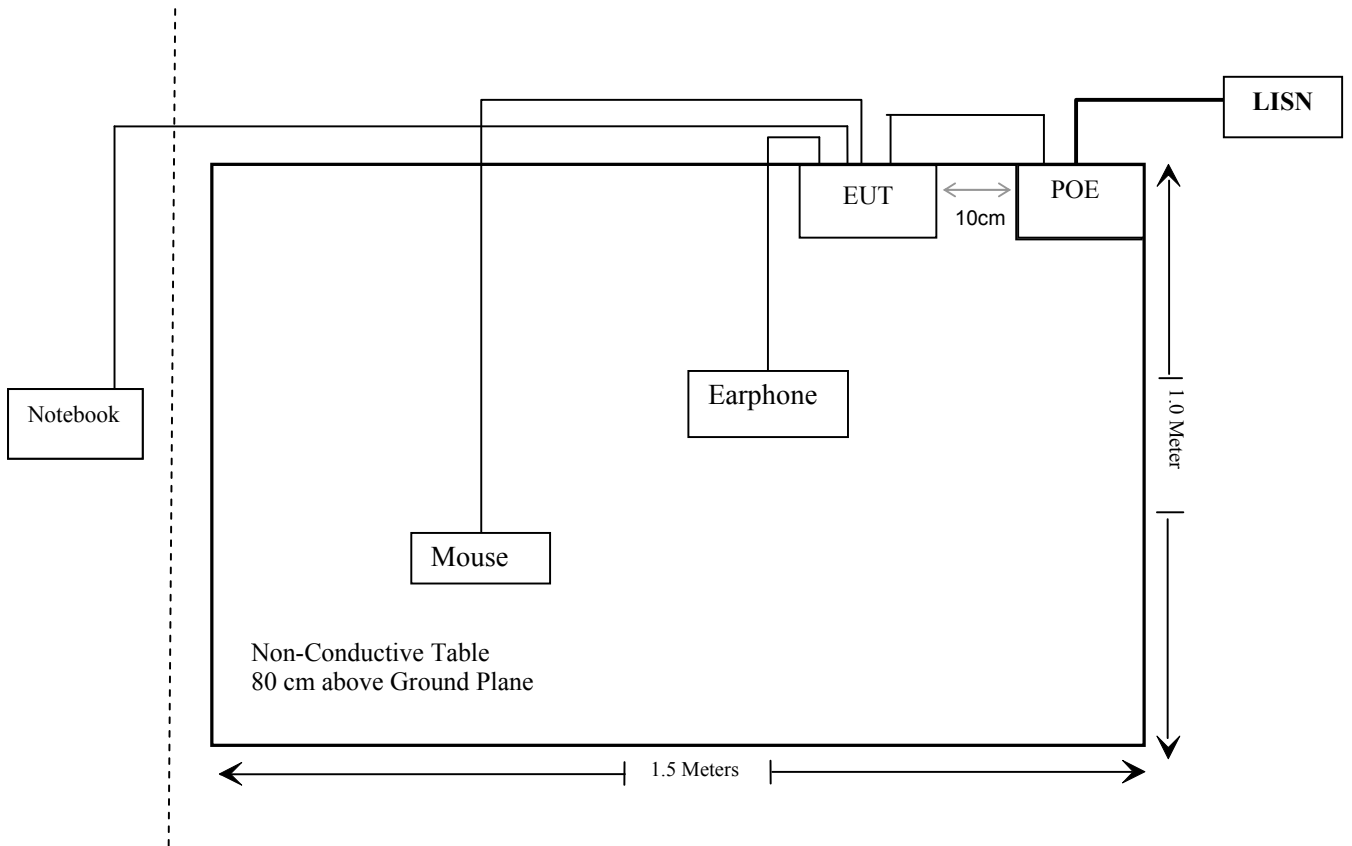 LISN
EUT
POE
10cm
Notebook
Earphone
1.0 Meter
Mouse
Non-Conductive Table
80 cm above Ground Plane
1.5 Meters